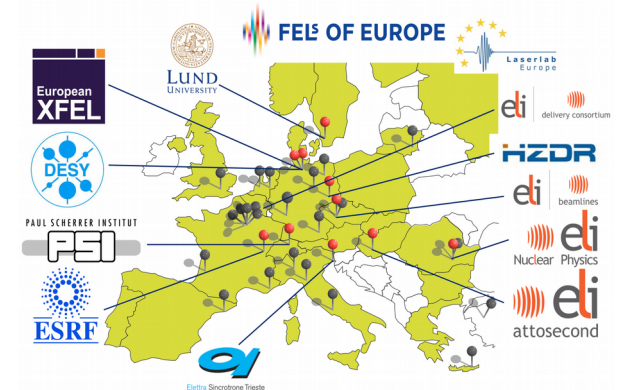 FELs OF EUROPE
Laserlab
Europe
LUND
UNIVERSITY
European
XFEL
DESY
PAUL SCHERRER INSTITUT
PSI
ESRF
Elettra Sincrotrone Trieste
eli
delivery consortium
HZDR
eli
beamlines
eli
Nuclear Physics
eli
attosecond